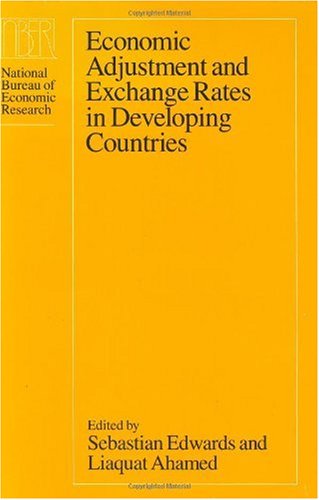 NBER
National
Bureau of
Economic
Research
Economic
Adjustment and
Exchange Rates
in Developing
Countries
Edited by
Sebastian Edwards and
Liaquat Ahamed